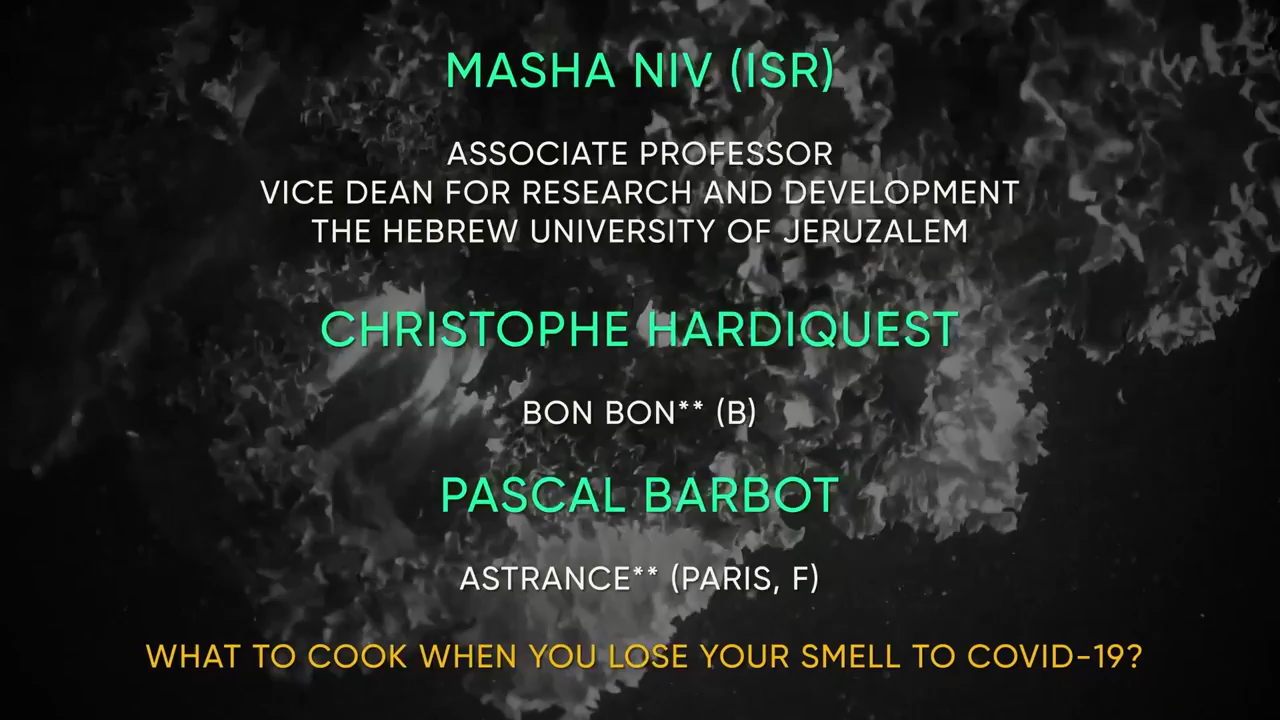 MASHA NIV (ISR)
ASSOCIATE PROFESSOR
VICE DEAN FOR RESEARCH AND DEVELOPMENT
THE HEBREW UNIVERSITY OF JERUZALEM
CHRISTOPHE HARDIQUEST
BON BON** (B)
PASCAL BARBOT
ASTRANCE** (PARIS, F)
WHAT TO COOK WHEN YOU LOSE YOUR SMELL TO COVID-19?